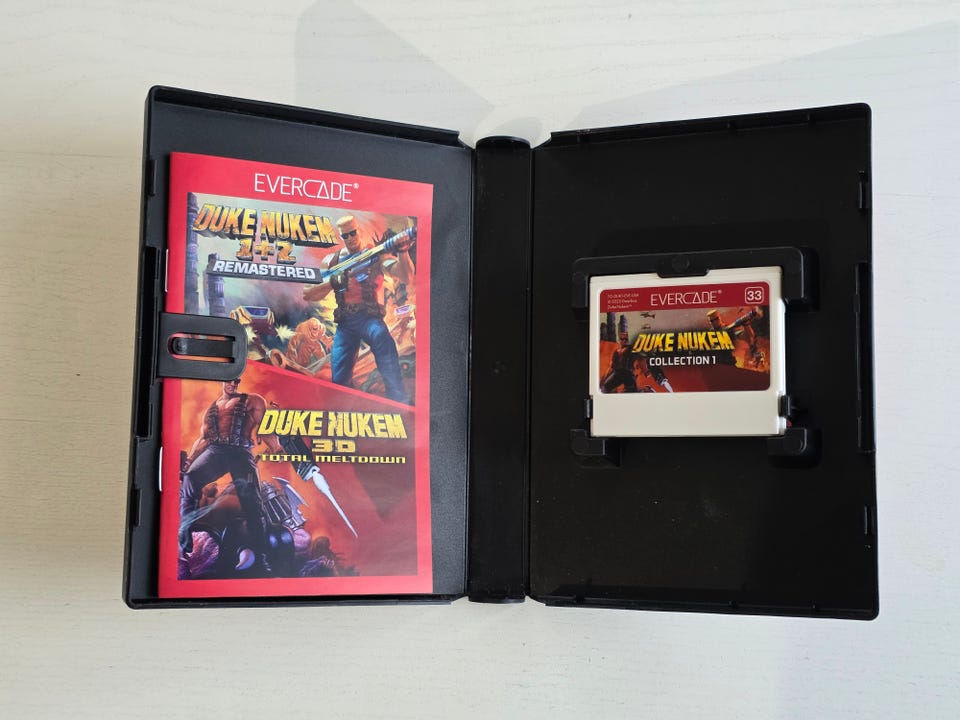 EVERCADE®
DUKE NUKEM
1+2
REMASTERED
DUKE NUKEM
3D
TOTAL MELTDOWN
EVERCADE®
33
DUKE NUKEM
COLLECTION 1